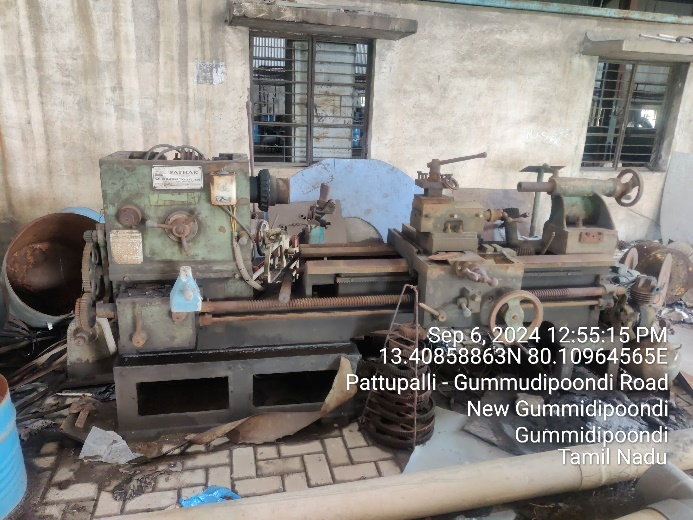 Sep 6, 2024 12:55:15 PM
13.40858863N 80.10964565E
Pattupalli - Gummudipoondi Road
New Gummidipoondi
Gummidipoondi
Tamil Nadu